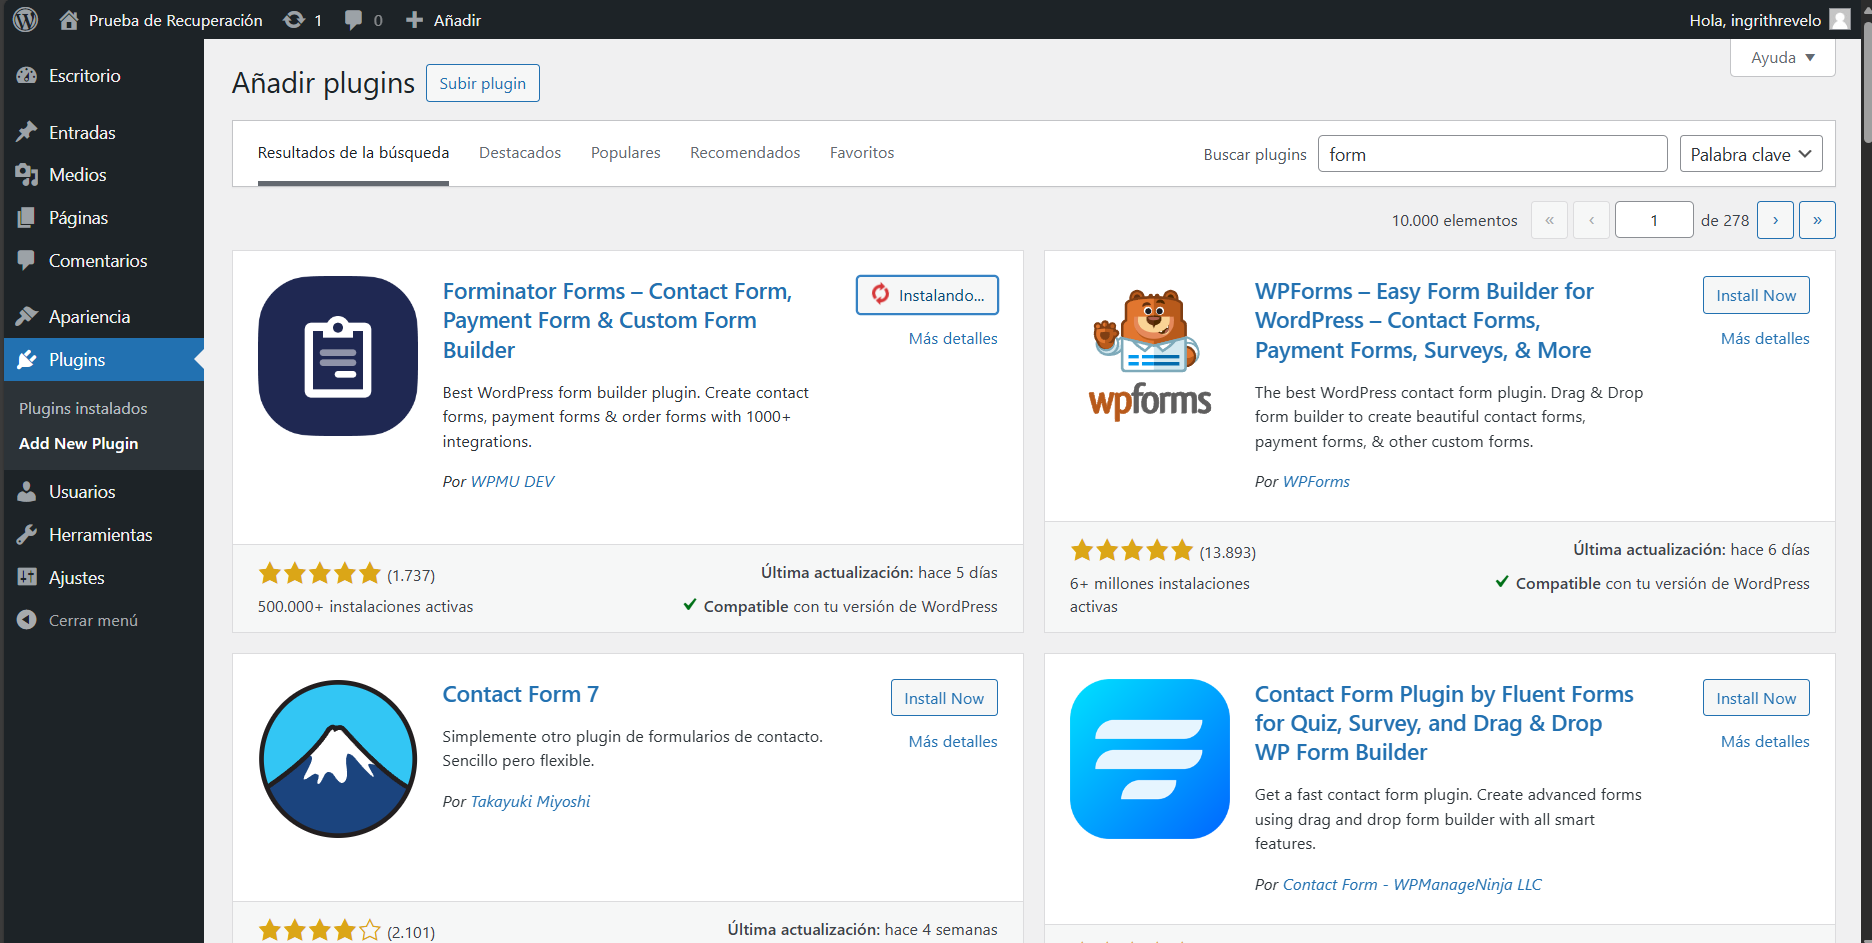 Prueba de Recuperación
1
0
Añadir
Hola, ingrithrevelo
Escritorio
Entradas
Medios
Páginas
Comentarios
Apariencia
Plugins
Plugins instalados
Add New Plugin
Usuarios
Herramientas
Ajustes
Cerrar menú
Ayuda
Añadir plugins
Subir plugin
Resultados de la búsqueda
Destacados
Populares
Recomendados
Favoritos
Buscar plugins
form
Palabra clave
10.000 elementos
«
‹
1
de 278
›
»
Forminator Forms – Contact Form,
Payment Form & Custom Form
Builder
Instalando...
Más detalles
Best WordPress form builder plugin. Create contact
forms, payment forms & order forms with 1000+
integrations.
Por WPMU DEV
(1.737)
500.000+ instalaciones activas
Última actualización: hace 5 días
Compatible con tu versión de WordPress
wpforms
WPForms – Easy Form Builder for
WordPress – Contact Forms,
Payment Forms, Surveys, & More
Install Now
Más detalles
The best WordPress contact form plugin. Drag & Drop
form builder to create beautiful contact forms,
payment forms, & other custom forms.
Por WPForms
(13.893)
6+ millones instalaciones
activas
Última actualización: hace 6 días
Compatible con tu versión de WordPress
Contact Form 7
Install Now
Más detalles
Simplemente otro plugin de formularios de contacto.
Sencillo pero flexible.
Por Takayuki Miyoshi
(2.101)
Última actualización: hace 4 semanas
Contact Form Plugin by Fluent Forms
for Quiz, Survey, and Drag & Drop
WP Form Builder
Install Now
Más detalles
Get a fast contact form plugin. Create advanced forms
using drag and drop form builder with all smart
features.
Por Contact Form - WPManageNinja LLC